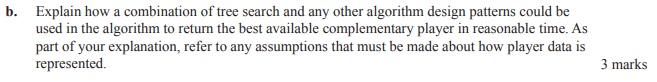 b. Explain how a combination of tree search and any other algorithm design patterns could be
used in the algorithm to return the best available complementary player in reasonable time. As
part of your explanation, refer to any assumptions that must be made about how player data is
represented. 3 marks